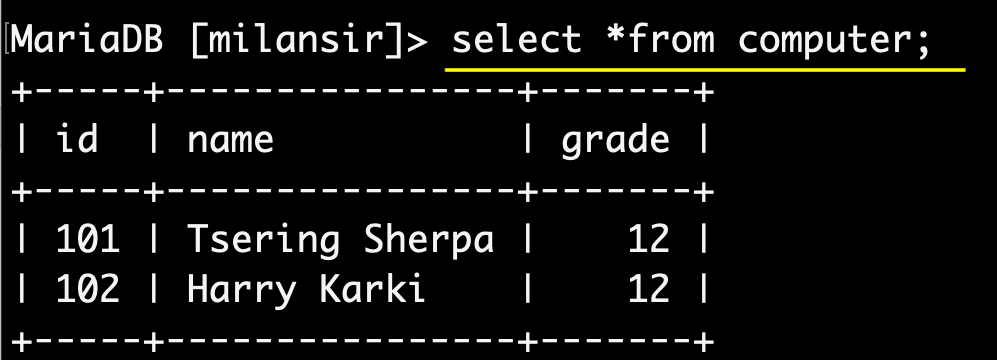 MariaDB [milansir]> select *from computer;
+-----+----------------+-------+
| id  | name           | grade |
+-----+----------------+-------+
| 101 | Tsering Sherpa |    12 |
| 102 | Harry Karki    |    12 |
+-----+----------------+-------+